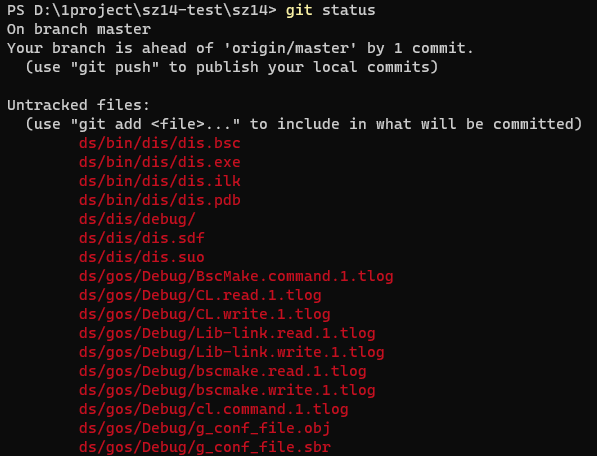 PS D:\1project\sz14-test\sz14> git status
On branch master
Your branch is ahead of 'origin/master' by 1 commit.
  (use "git push" to publish your local commits)

Untracked files:
  (use "git add <file>..." to include in what will be committed)
        ds/bin/dis/dis.bsc
        ds/bin/dis/dis.exe
        ds/bin/dis/dis.ilk
        ds/bin/dis/dis.pdb
        ds/dis/debug/
        ds/dis/dis.sdf
        ds/dis/dis.suo
        ds/gos/Debug/BscMake.command.1.tlog
        ds/gos/Debug/CL.read.1.tlog
        ds/gos/Debug/CL.write.1.tlog
        ds/gos/Debug/Lib-link.read.1.tlog
        ds/gos/Debug/Lib-link.write.1.tlog
        ds/gos/Debug/bscmake.read.1.tlog
        ds/gos/Debug/bscmake.write.1.tlog
        ds/gos/Debug/cl.command.1.tlog
        ds/gos/Debug/g_conf_file.obj
        ds/gos/Debug/g_conf_file.sbr